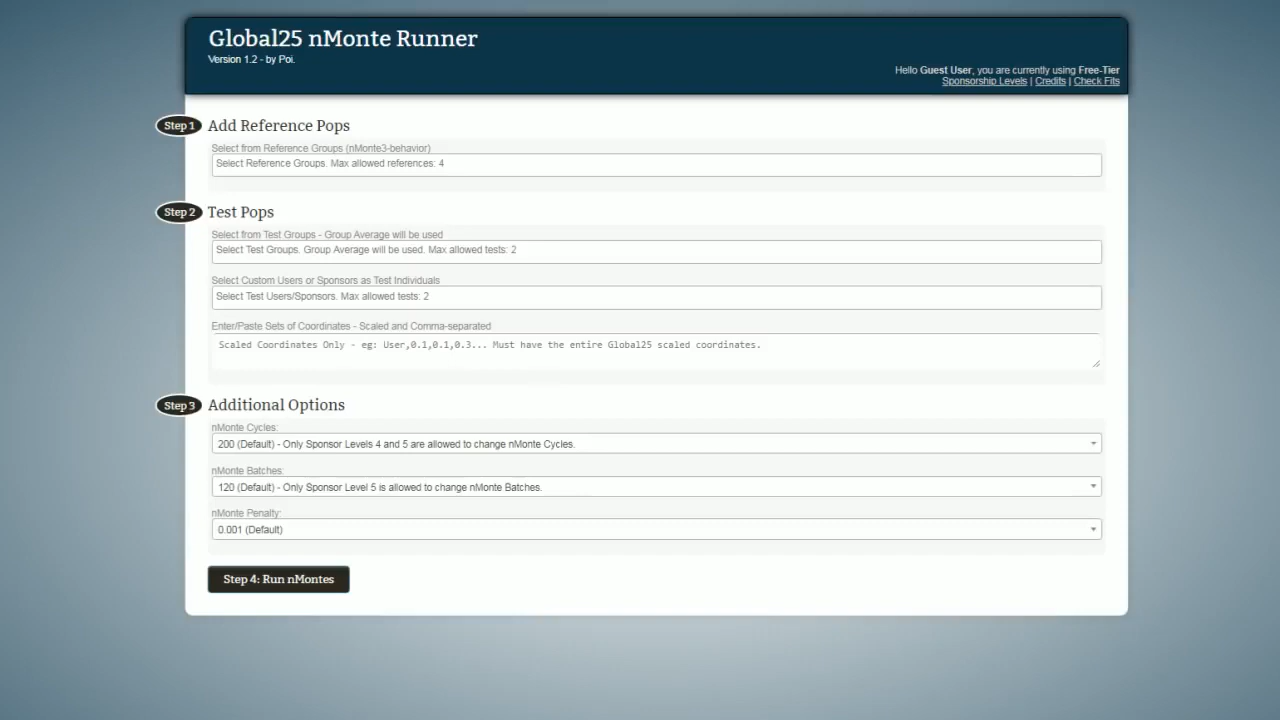 Global25 nMonte Runner
Version 1.2 - by Poi.
Hello Guest User, you are currently using Free-Tier
Sponsorship Levels | Credits | Check Fits
Step 1 Add Reference Pops
Select from Reference Groups (nMonte3-behavior)
Select Reference Groups. Max allowed references: 4
Step 2 Test Pops
Select from Test Groups - Group Average will be used
Select Test Groups. Group Average will be used. Max allowed tests: 2
Select Custom Users or Sponsors as Test Individuals
Select Test Users/Sponsors. Max allowed tests: 2
Enter/Paste Sets of Coordinates - Scaled and Comma-separated
Scaled Coordinates Only - eg: User,0.1,0.1,0.3... Must have the entire Global25 scaled coordinates.
Step 3 Additional Options
nMonte Cycles:
200 (Default) - Only Sponsor Levels 4 and 5 are allowed to change nMonte Cycles.
nMonte Batches:
120 (Default) - Only Sponsor Level 5 is allowed to change nMonte Batches.
nMonte Penalty:
0.001 (Default)
Step 4: Run nMontes